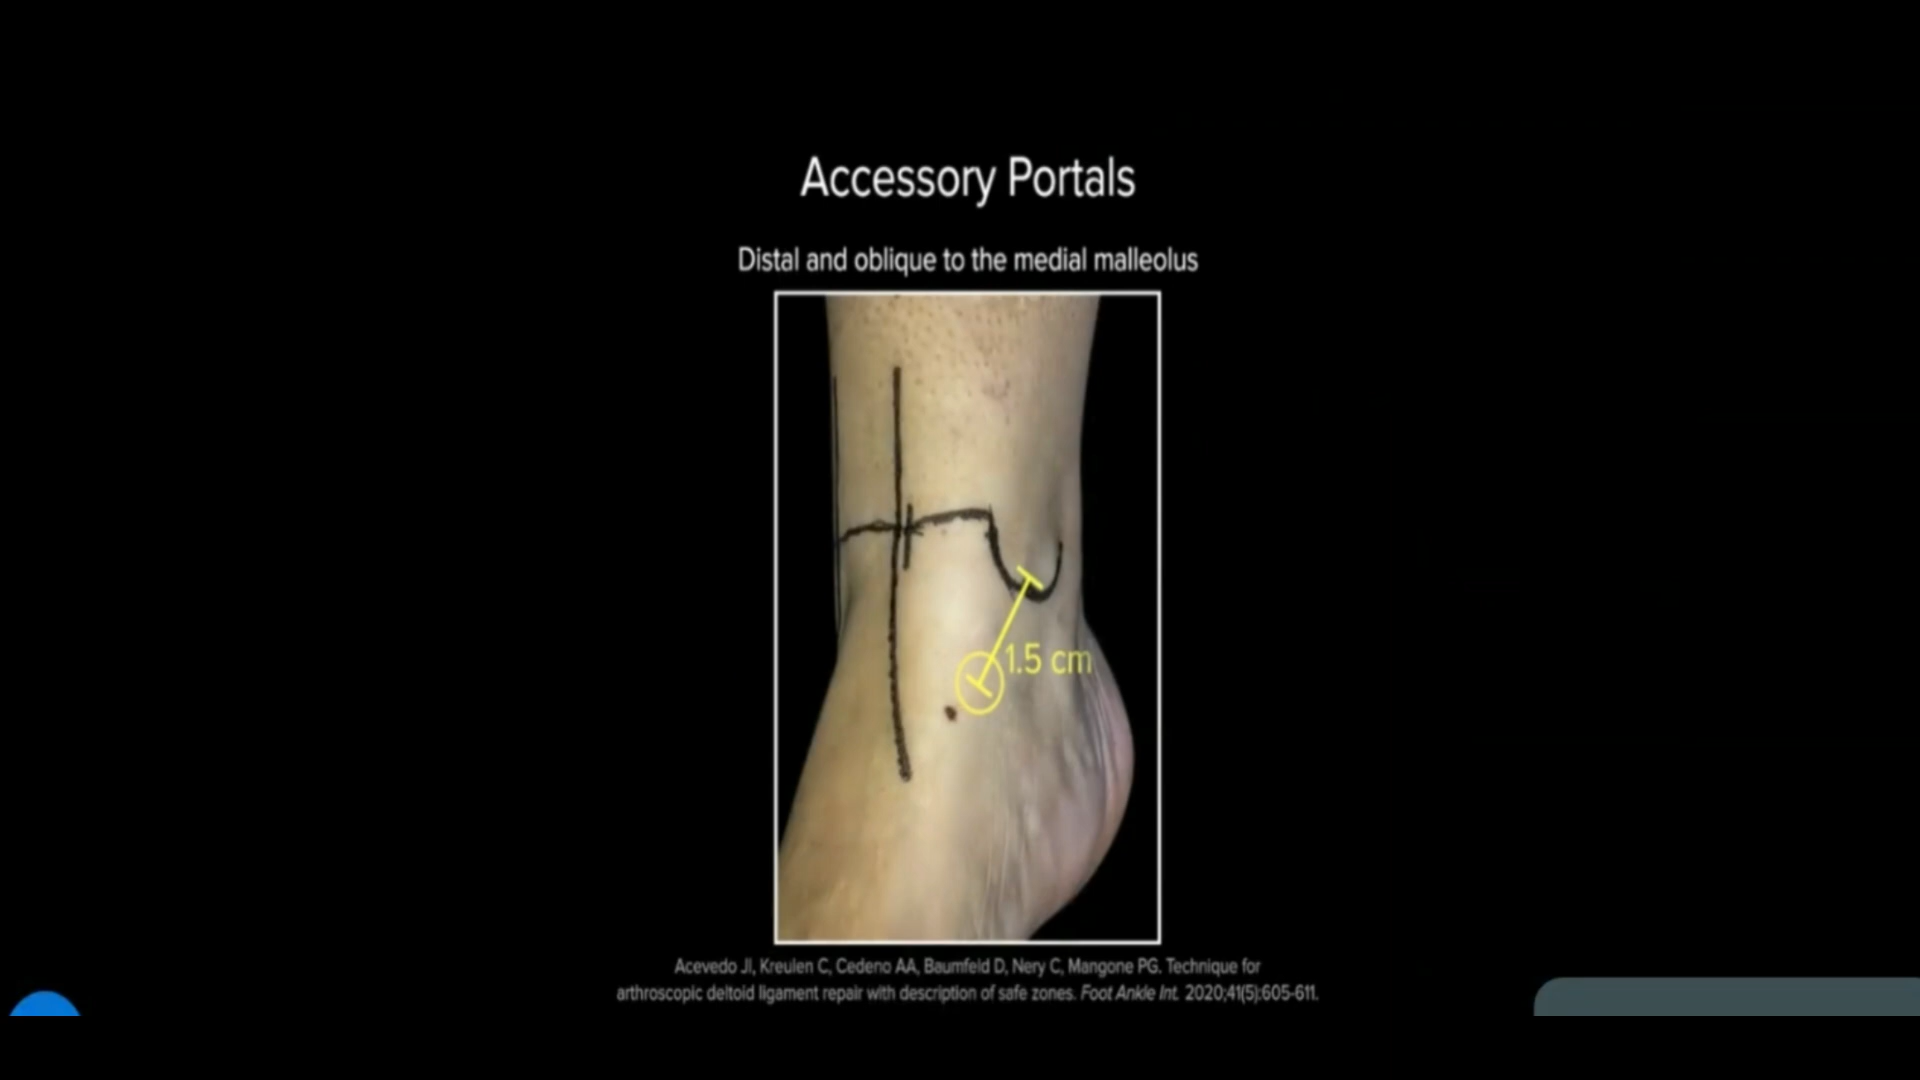 Accessory Portals
Distal and oblique to the medial malleolus
1.5 cm
Acevedo JI, Kreulen C, Cedeno AA, Baumfeld D, Nery C, Mangone PG. Technique for
arthroscopic deltoid ligament repair with description of safe zones. Foot Ankle Int. 2020;41(5):605-611.